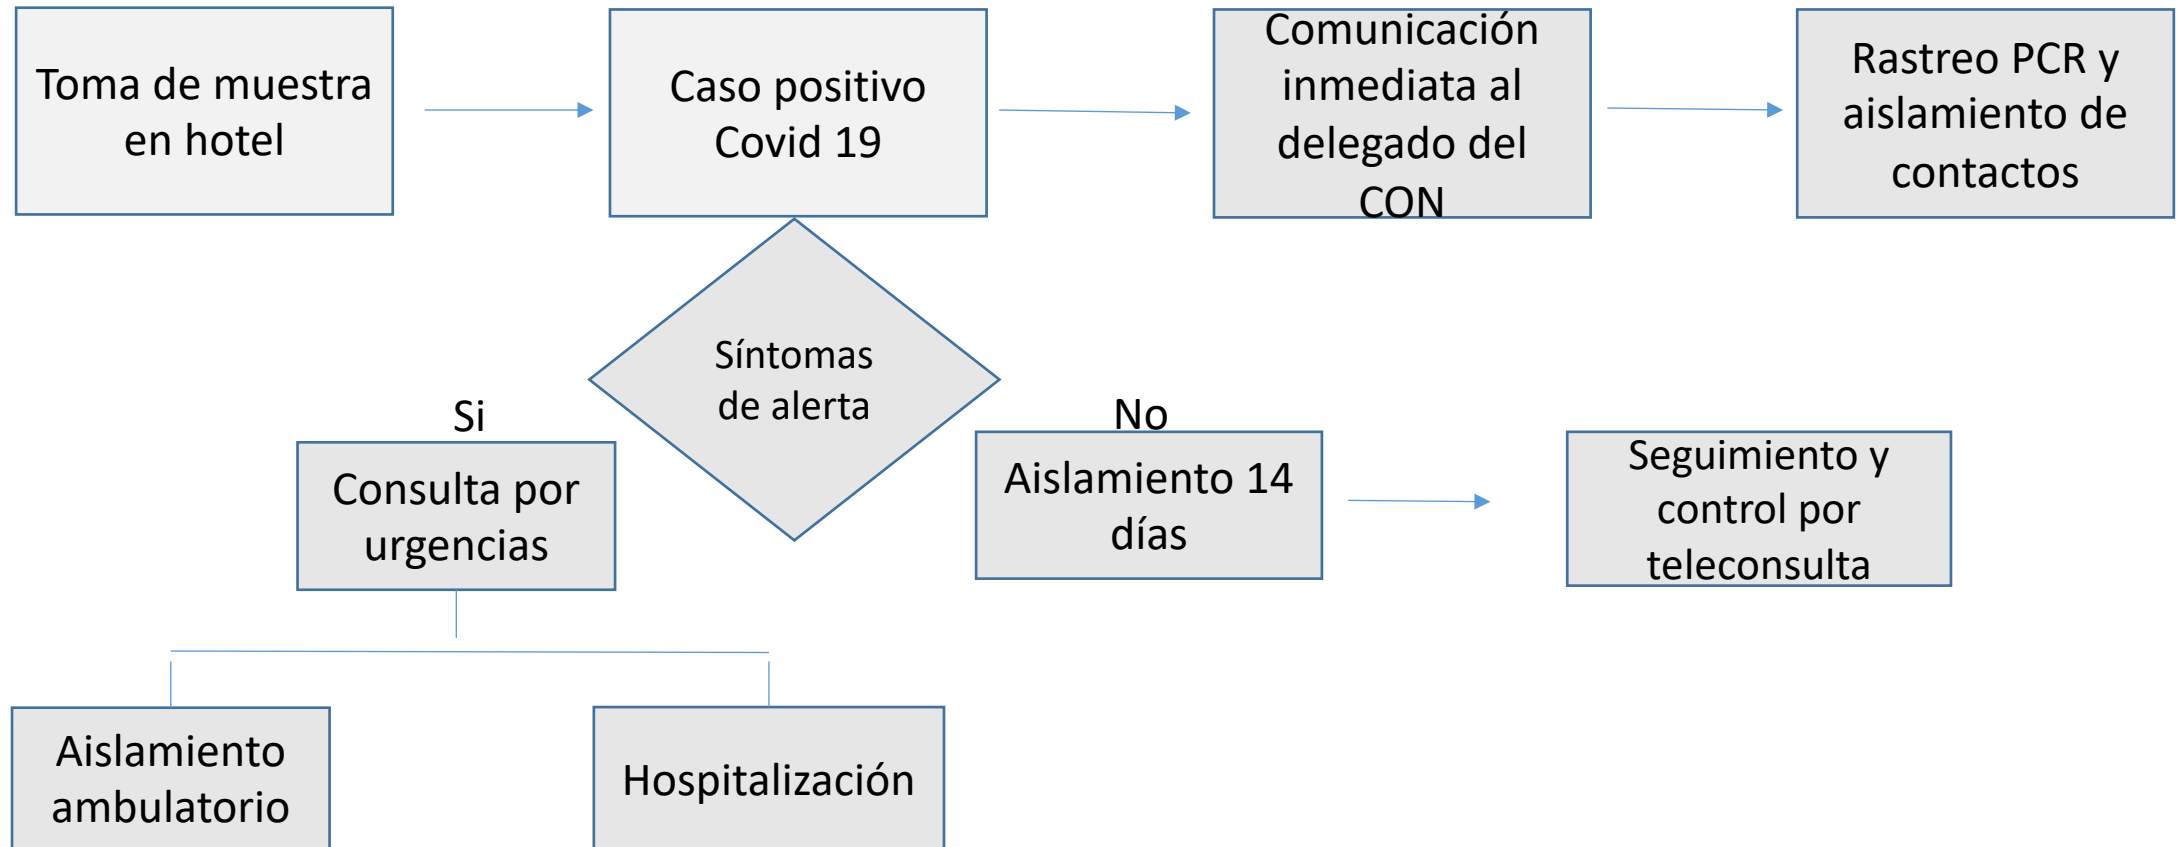 Toma de muestra
en hotel
Caso positivo
Covid 19
Comunicación
inmediata al
delegado del
CON
Rastreo PCR y
aislamiento de
contactos
Síntomas
de alerta
Si
No
Consulta por
urgencias
Aislamiento 14
días
Seguimiento y
control por
teleconsulta
Aislamiento
ambulatorio
Hospitalización